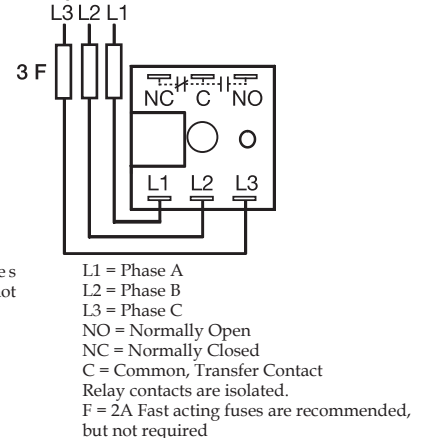 L3 L2 L1
3 F
NC C NO
L1 L2 L3
L1 = Phase A
L2 = Phase B
L3 = Phase C
NO = Normally Open
NC = Normally Closed
C = Common, Transfer Contact
Relay contacts are isolated.
F = 2A Fast acting fuses are recommended,
but not required